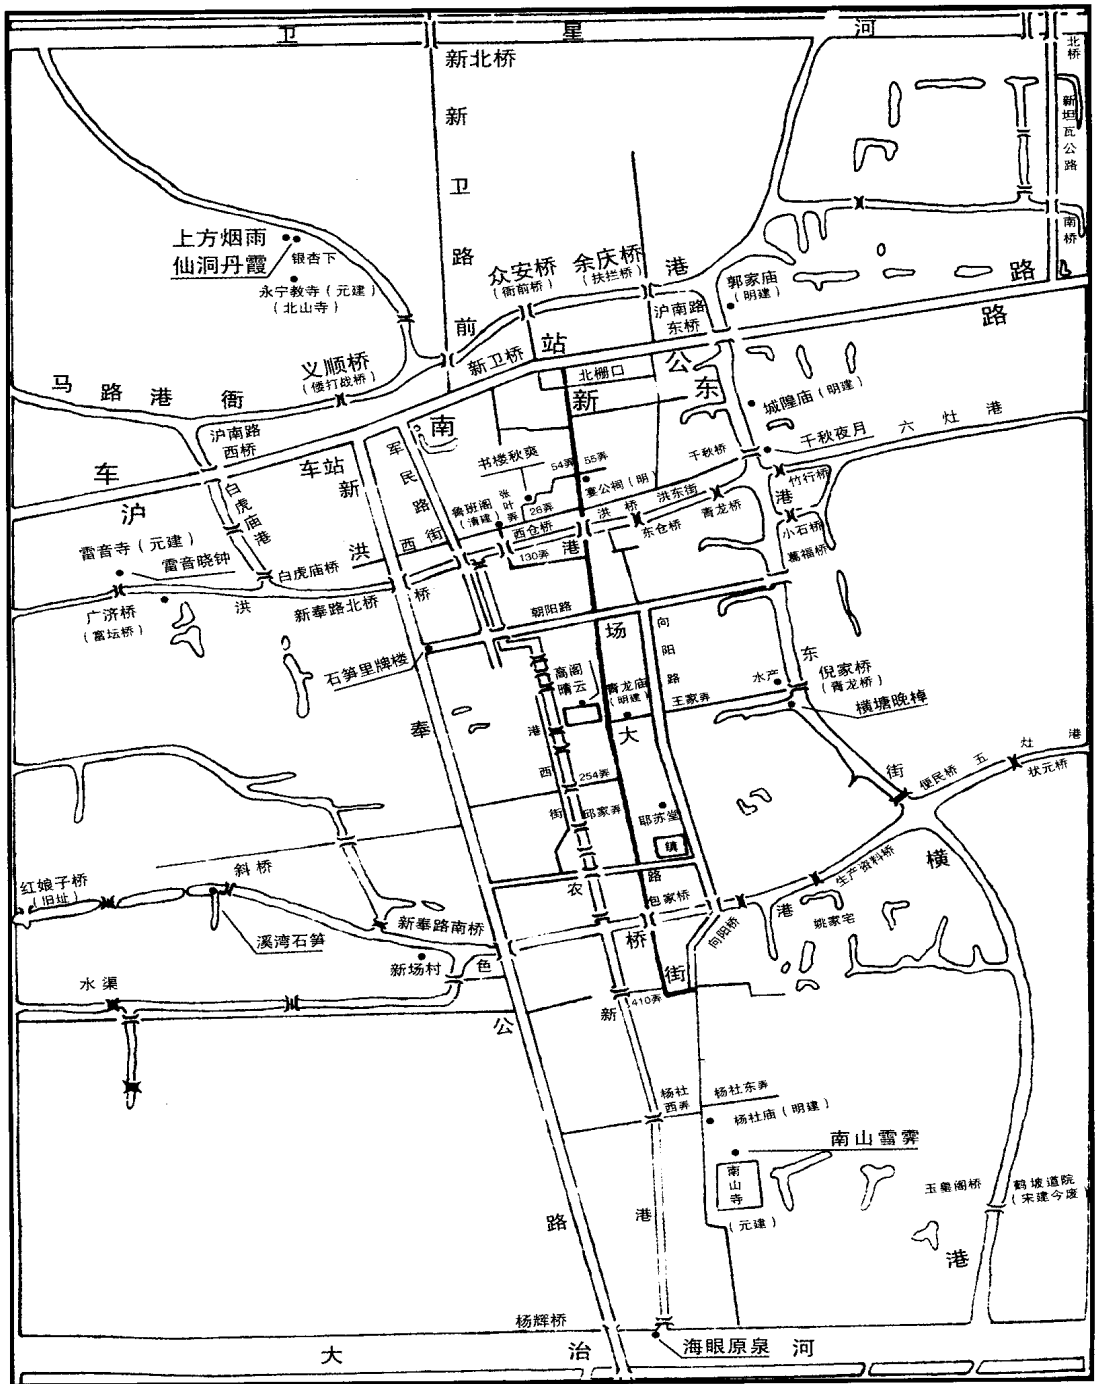 卫 星 河
新北桥
北桥
新坦瓦公路
南桥
新卫路
上方烟雨
仙洞丹霞
银杏下
永宁教寺（元建）
（北山寺）
众安桥
（衙前桥）
余庆桥
（扶拦桥）
港
郭家庙
（明建）
沪南路
东桥
路
路
前
新卫桥
站
公
东
北栅口
新
义顺桥
（倭打战桥）
马路港衙
沪南路
西桥
南
城隍庙（明建）
千秋夜月
六灶港
车
沪
车站
新
军民路
书楼秋爽
54弄
55弄
千秋桥
竹行桥
白虎庙港
鲁班阁
（清建）
张叶弄
26弄
宴公祠（明）
洪桥
洪东街
青龙桥
港
小石桥
葛福桥
雷音寺（元建）
雷音晓钟
洪
西街
西仓桥
东仓桥
港
130弄
白虎庙桥
广济桥
（富坛桥）
洪
新奉路北桥
桥
朝阳路
场
向阳路
东
石笋里牌楼
高阁
晴云
青龙庙
（明建）
水产
倪家桥
（青龙桥）
王家弄
横塘晚棹
奉
港
西
街
大
254弄
邱家弄
耶苏堂
镇
街
便民桥
五灶港
状元桥
斜桥
红娘子桥
（旧址）
农
路
包家桥
生产资料桥
横
新奉路南桥
溪湾石笋
桥
向阳桥
港
姚家宅
新场村
色
水渠
街
410弄
公
新
杨社
西弄
杨社东弄
杨社庙（明建）
南山雪霁
南山寺
（元建）
玉皇阁桥
鹤坡道院
（宋建今废）
路
港
港
杨辉桥
海眼原泉
大 治 河